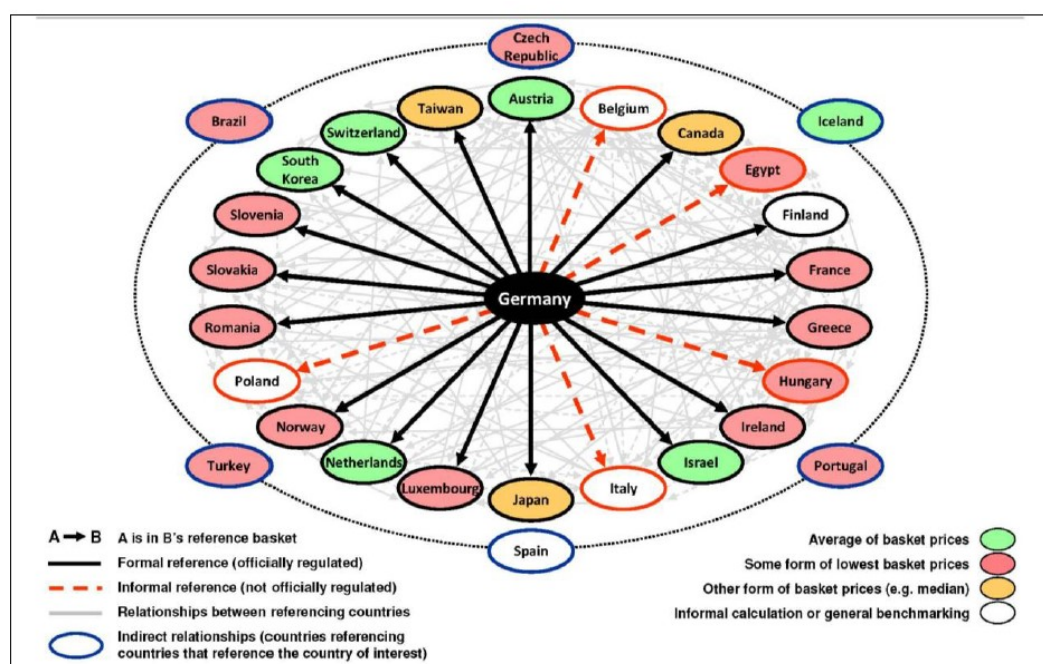 Czech
Republic
Brazil
Iceland
Austria
Taiwan
Belgium
Switzerland
Canada
South
Korea
Egypt
Slovenia
Finland
Slovakia
France
Germany
Romania
Greece
Poland
Hungary
Norway
Ireland
Turkey
Netherlands
Israel
Portugal
Luxembourg
Japan
Italy
Spain
A B A is in B's reference basket
Formal reference (officially regulated)
Informal reference (not officially regulated)
Relationships between referencing countries
Indirect relationships (countries referencing
countries that reference the country of interest)
Average of basket prices
Some form of lowest basket prices
Other form of basket prices (e.g. median)
Informal calculation or general benchmarking